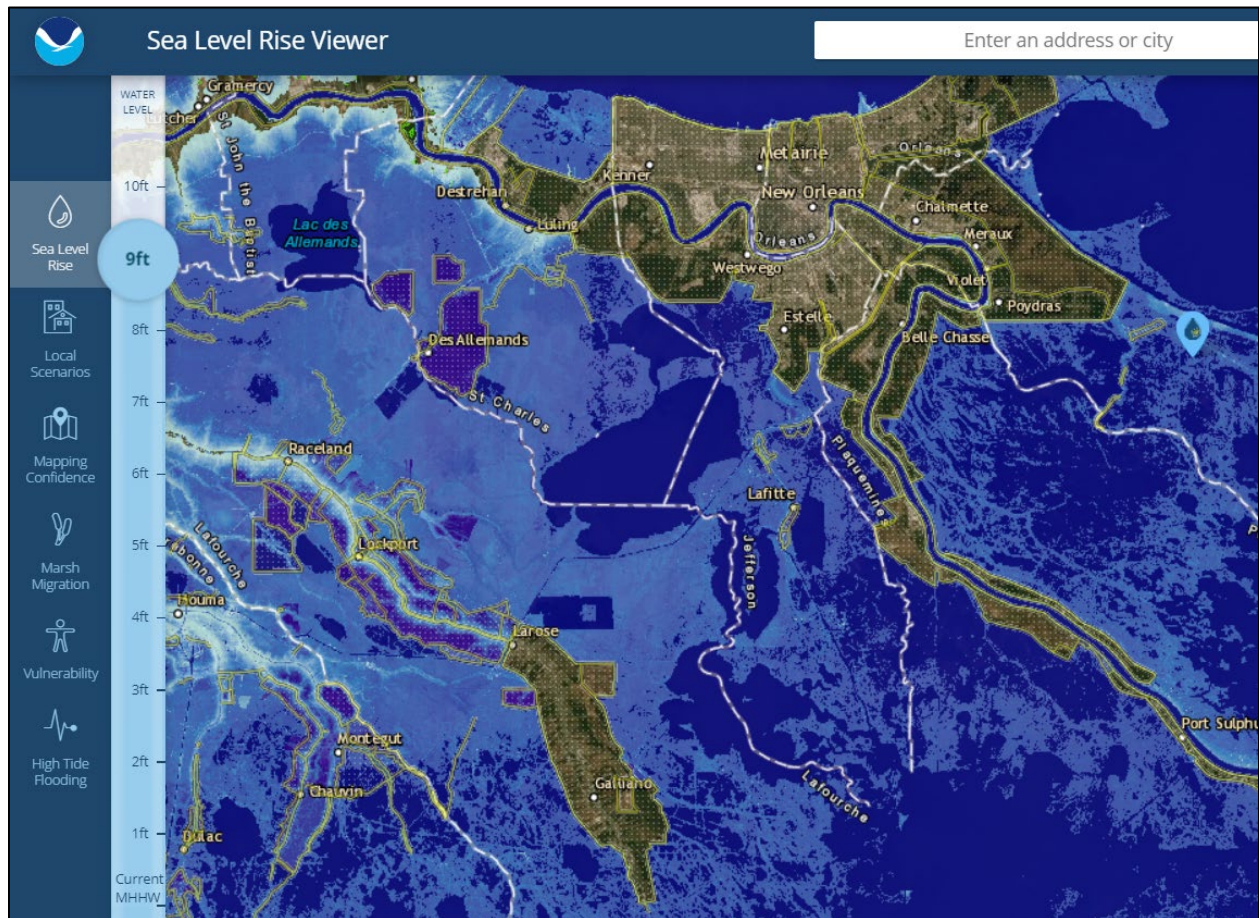 Sea Level Rise Viewer
Enter an address or city
WATER
LEVEL
10ft
9ft
8ft
7ft
6ft
5ft
4ft
3ft
2ft
1ft
Current
MHHW
Sea Level
Rise
Local
Scenarios
Mapping
Confidence
Marsh
Migration
Vulnerability
High Tide
Flooding
Gramercy
St John the Baptist
Lac des
Allemands
Destrehan
Luling
Kenner
Metairie
New Orleans
Orleans
Orleans
Chalmette
Meraux
Westwego
Violet
Poydras
Estelle
Belle Chasse
Des Allemands
St Charles
Raceland
Lafitte
Plaquemines
Lafourche
Lockport
Jefferson
Houma
Larose
Montegut
Galliano
Chauvin
Lafourche
Port Sulphu
Dulac